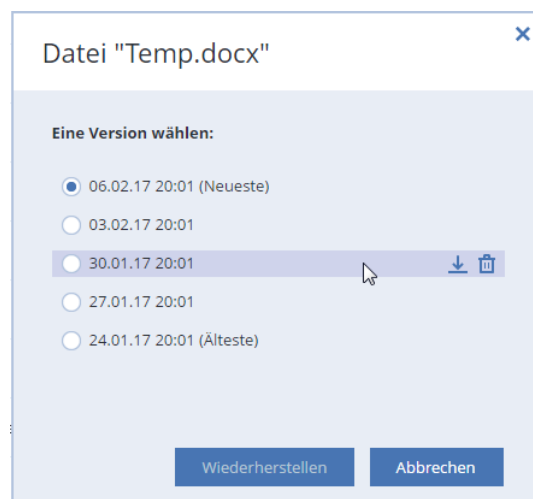 Datei "Temp.docx"
Eine Version wählen:
06.02.17 20:01 (Neueste)
03.02.17 20:01
30.01.17 20:01
27.01.17 20:01
24.01.17 20:01 (Älteste)
Wiederherstellen Abbrechen